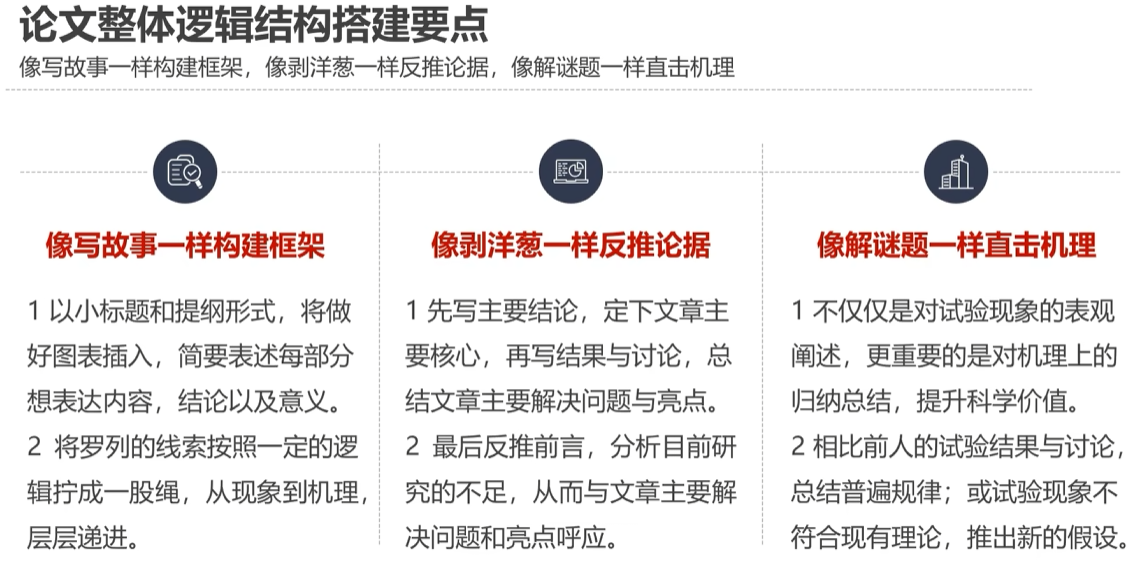 论文整体逻辑结构搭建要点
像写故事一样构建框架，像剥洋葱一样反推论据，像解谜题一样直击机理
像写故事一样构建框架
1 以小标题和提纲形式，将做
好图表插入，简要表述每部分
想表达内容，结论以及意义。
2 将罗列的线索按照一定的逻
辑拧成一股绳，从现象到机理，
层层递进。
像剥洋葱一样反推论据
1 先写主要结论，定下文章主
要核心，再写结果与讨论，总
结文章主要解决问题与亮点。
2 最后反推前言，分析目前研
究的不足，从而与文章主要解
决问题和亮点呼应。
像解谜题一样直击机理
1 不仅仅是对试验现象的表观
阐述，更重要的是对机理上的
归纳总结，提升科学价值。
2 相比前人的试验结果与讨论，
总结普遍规律；或试验现象不
符合现有理论，推出新的假设。